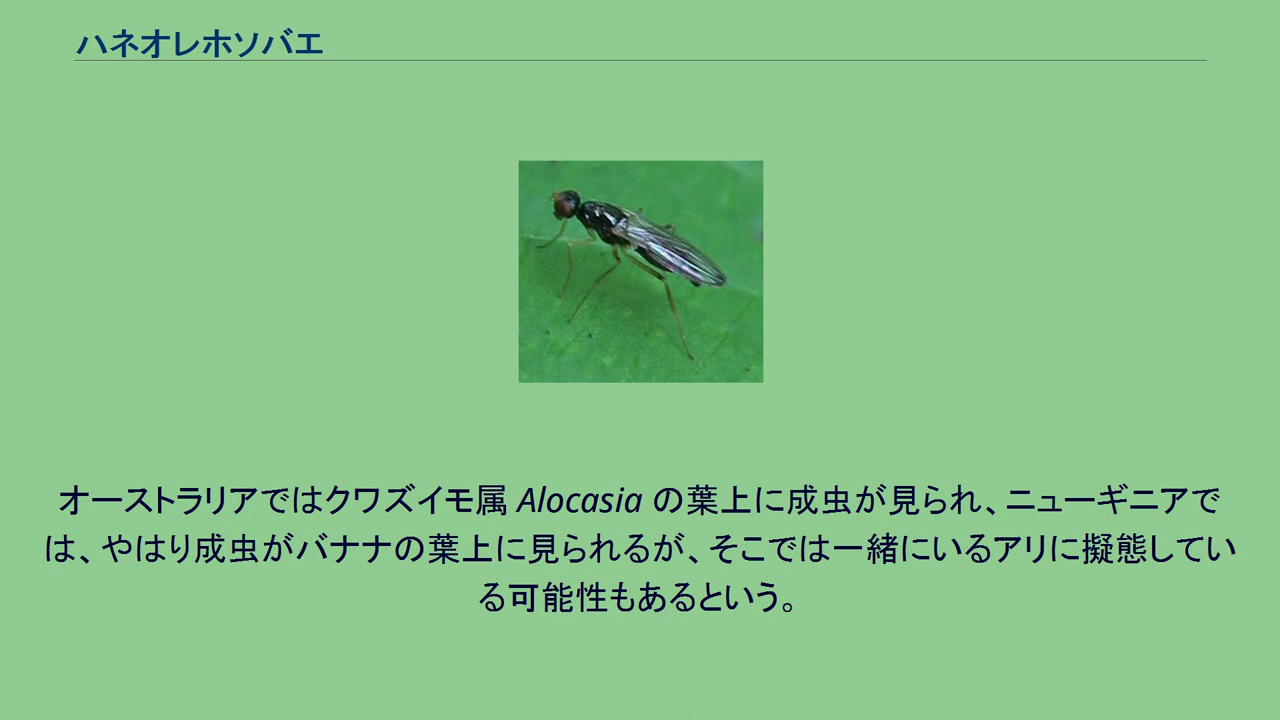 ハネオレホソバエ
オーストラリアではクワズイモ属 Alocasia の葉上に成虫が見られ、ニューギニアで
は、やはり成虫がバナナの葉上に見られるが、そこでは一緒にいるアリに擬態してい
る可能性もあるという。